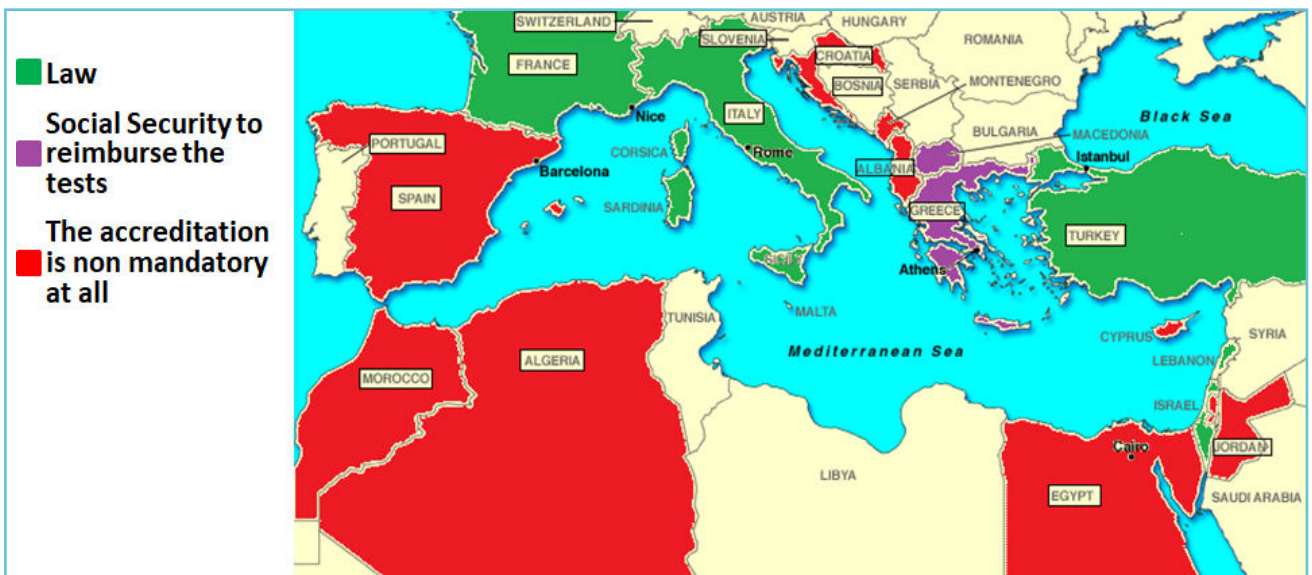 Law
Social Security to
reimburse the
tests
The accreditation
is non mandatory
at all
SWITZERLAND
AUSTRIA
HUNGARY
SLOVENIA
ROMANIA
FRANCE
CROATIA
BOSNIA
SERBIA
MONTENEGRO
Nice
ITALY
Black Sea
PORTUGAL
CORSICA
Rome
BULGARIA
MACEDONIA
Istanbul
Barcelona
ALBANIA
SPAIN
SARDINIA
GREECE
TURKEY
Athens
TUNISIA
MALTA
CYPRUS
SYRIA
Mediterranean Sea
LEBANON
ALGERIA
MOROCCO
ISRAEL
Cairo
JORDAN
LIBYA
EGYPT
SAUDI ARABIA